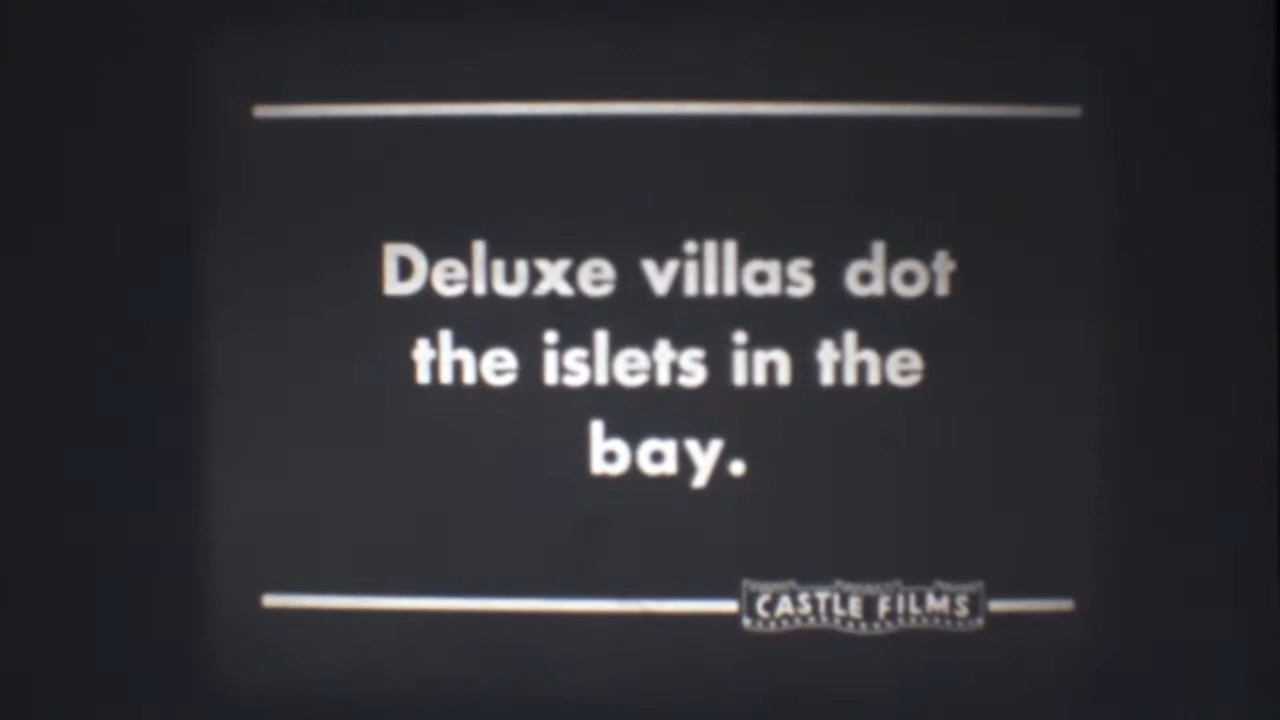 Deluxe villas dot
the islets in the
bay.
CASTLE FILMS